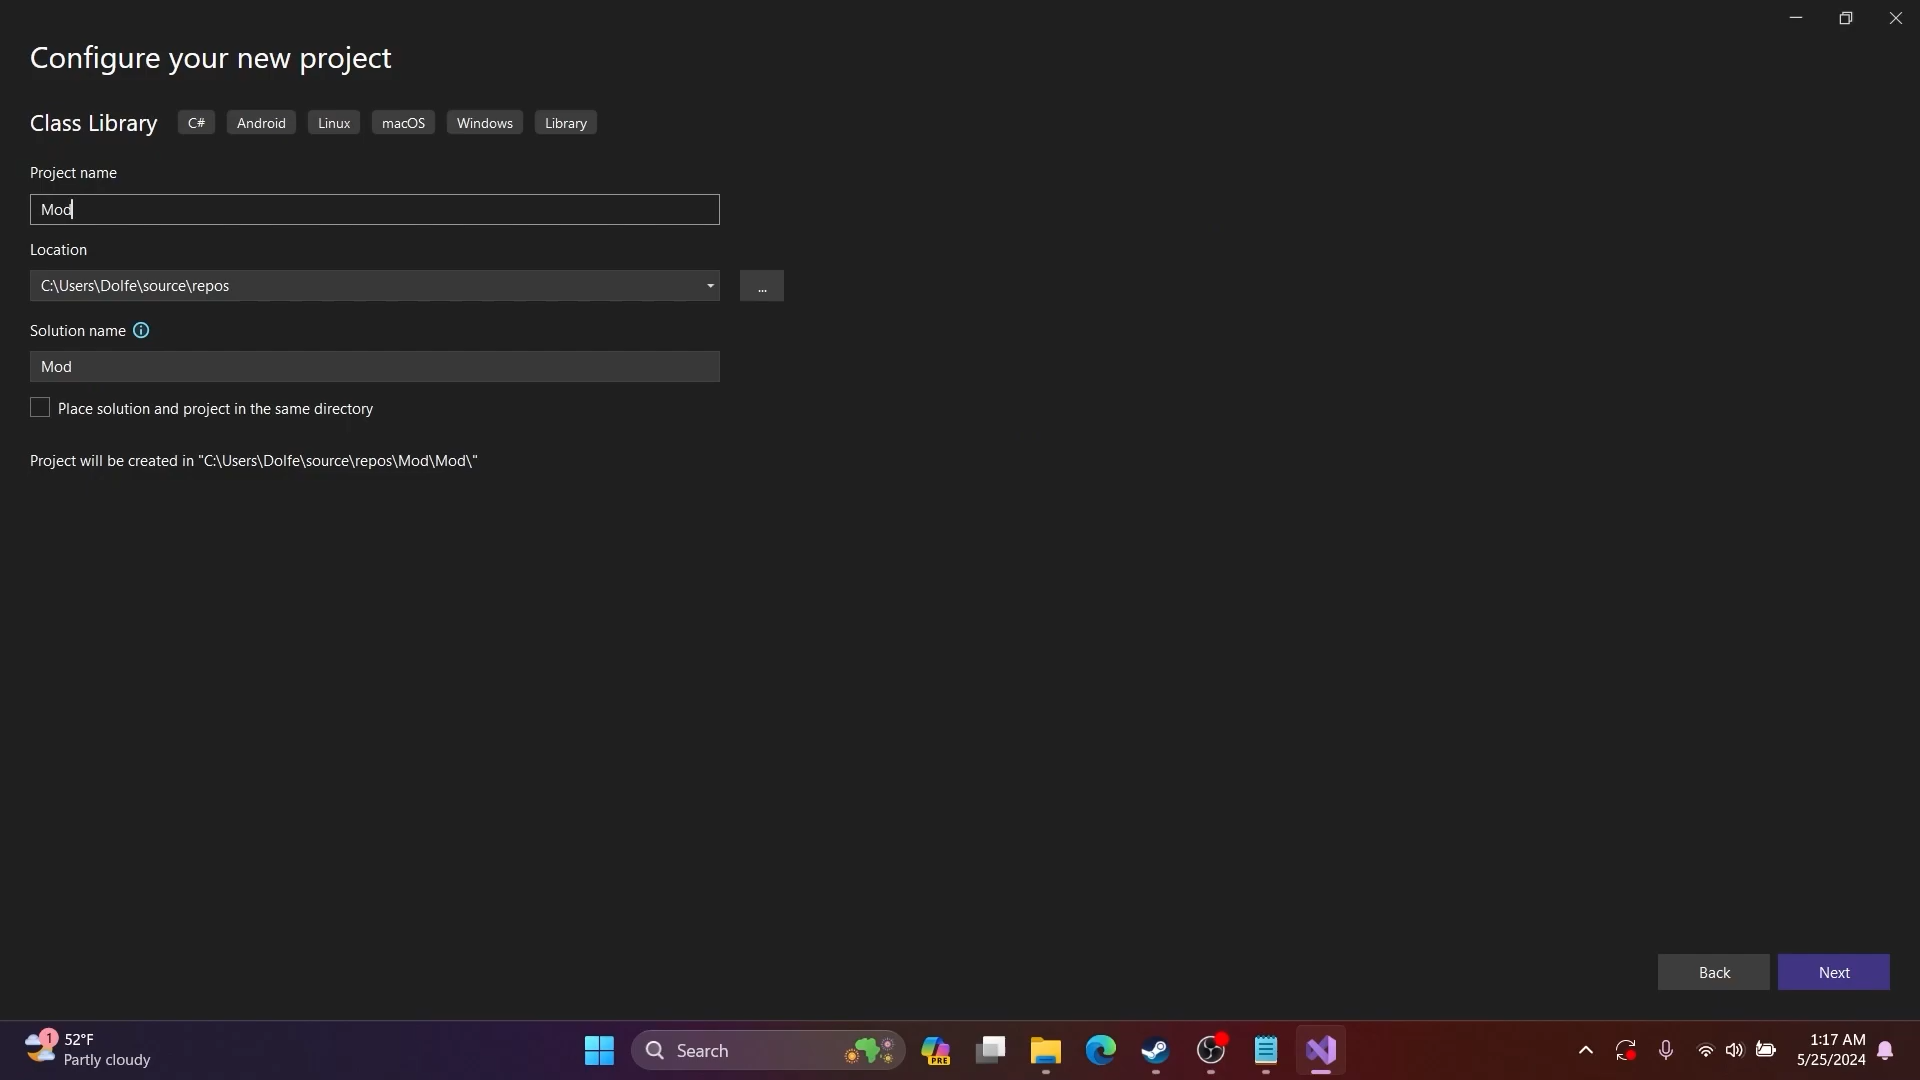 Configure your new project
Class Library C# Android Linux macOS Windows Library
Project name
Mod
Location
C:\Users\Dolfe\source\repos
...
Solution name
Mod
Place solution and project in the same directory
Project will be created in "C:\Users\Dolfe\source\repos\Mod\Mod\"
Back Next
1
52°F
Partly cloudy
Search
PRE
1:17 AM
5/25/2024